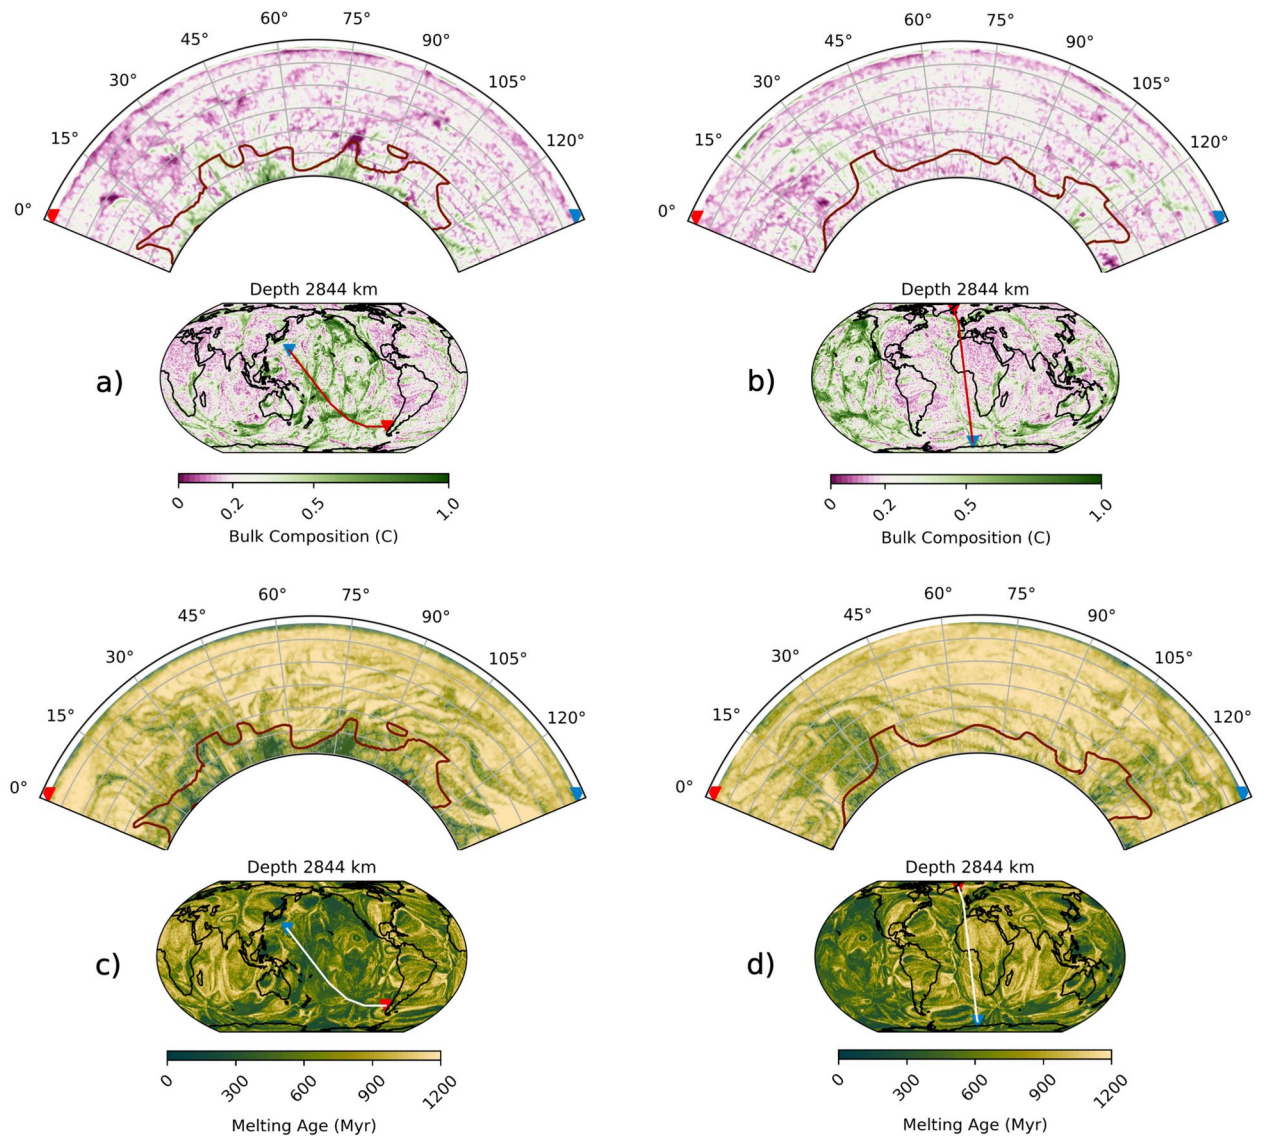 60° 75°
45° 90°
30° 105°
15° 120°
0°
Depth 2844 km
a)
0 0.2 0.5 1.0
Bulk Composition (C)
60° 75°
45° 90°
30° 105°
15° 120°
0°
Depth 2844 km
b)
0 0.2 0.5 1.0
Bulk Composition (C)
60° 75°
45° 90°
30° 105°
15° 120°
0°
Depth 2844 km
c)
0 300 600 900 1200
Melting Age (Myr)
60° 75°
45° 90°
30° 105°
15° 120°
0°
Depth 2844 km
d)
0 300 600 900 1200
Melting Age (Myr)